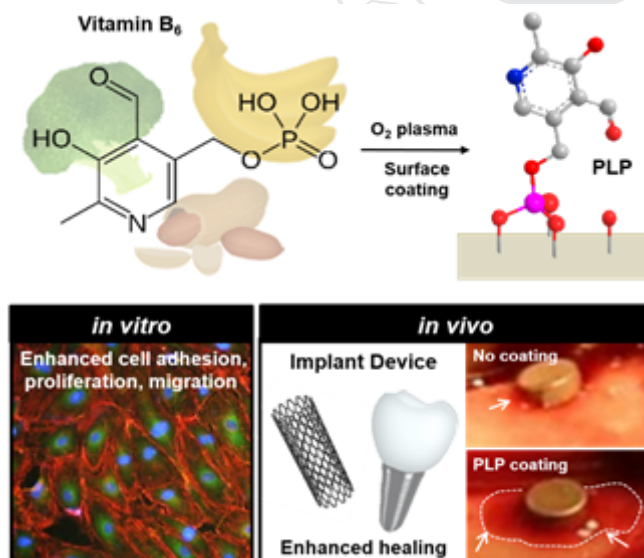 Vitamin B₆
O
HO
N
O
HO
OH
P
O
O₂ plasma
Surface
coating
PLP
in vitro
Enhanced cell adhesion,
proliferation, migration
in vivo
Implant Device
Enhanced healing
No coating
PLP coating